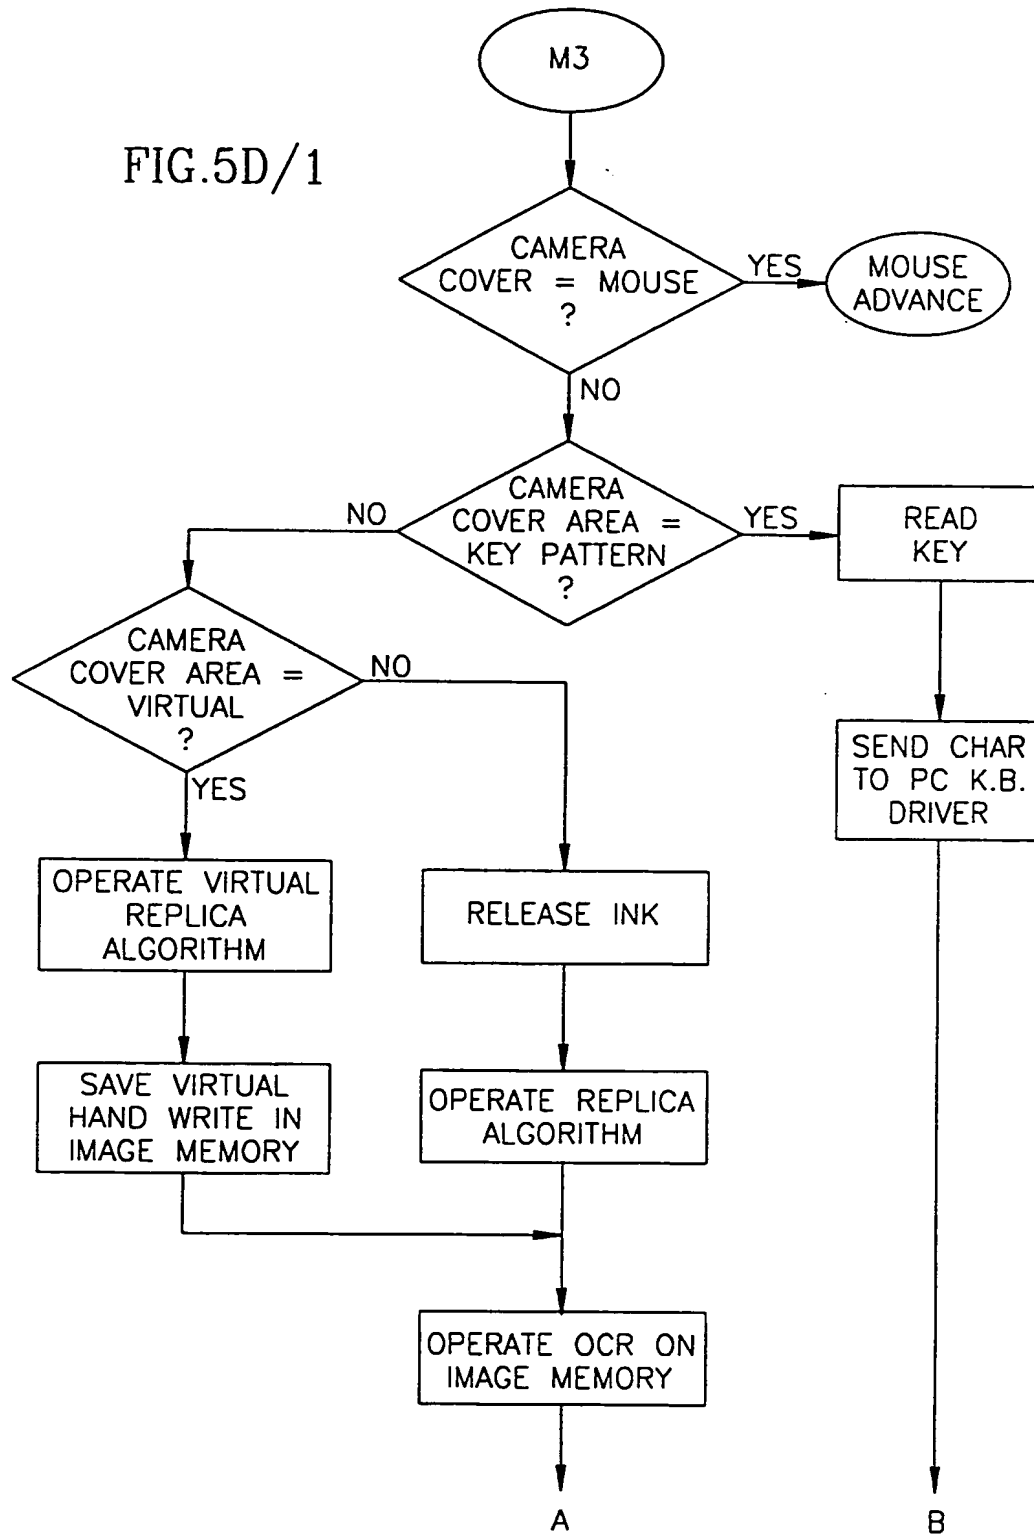 M3
FIG.5D/1
CAMERA
COVER = MOUSE
?
YES
MOUSE
ADVANCE
NO
CAMERA
COVER AREA =
KEY PATTERN
?
NO
YES
READ
KEY
CAMERA
COVER AREA =
VIRTUAL
?
NO
YES
SEND CHAR
TO PC K.B.
DRIVER
OPERATE VIRTUAL
REPLICA
ALGORITHM
RELEASE INK
SAVE VIRTUAL
HAND WRITE IN
IMAGE MEMORY
OPERATE REPLICA
ALGORITHM
OPERATE OCR ON
IMAGE MEMORY
A
B